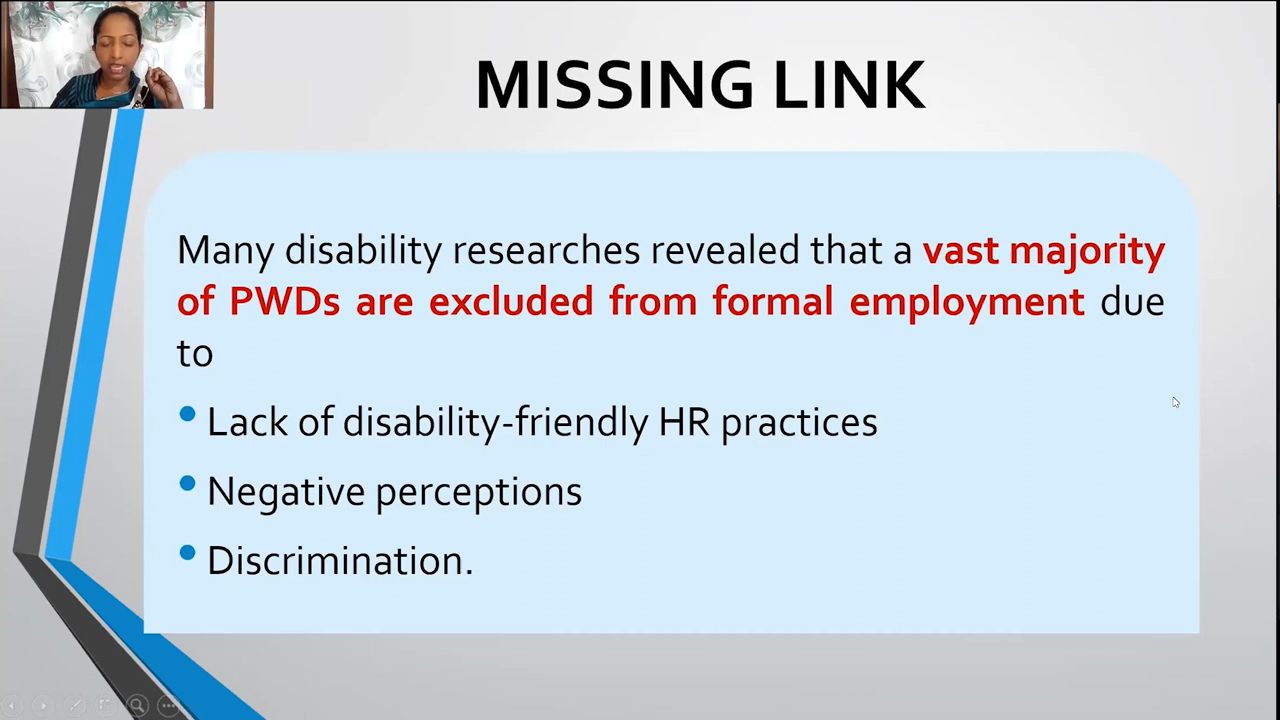 MISSING LINK
Many disability researches revealed that a vast majority
of PWDs are excluded from formal employment due
to
• Lack of disability-friendly HR practices
• Negative perceptions
• Discrimination.